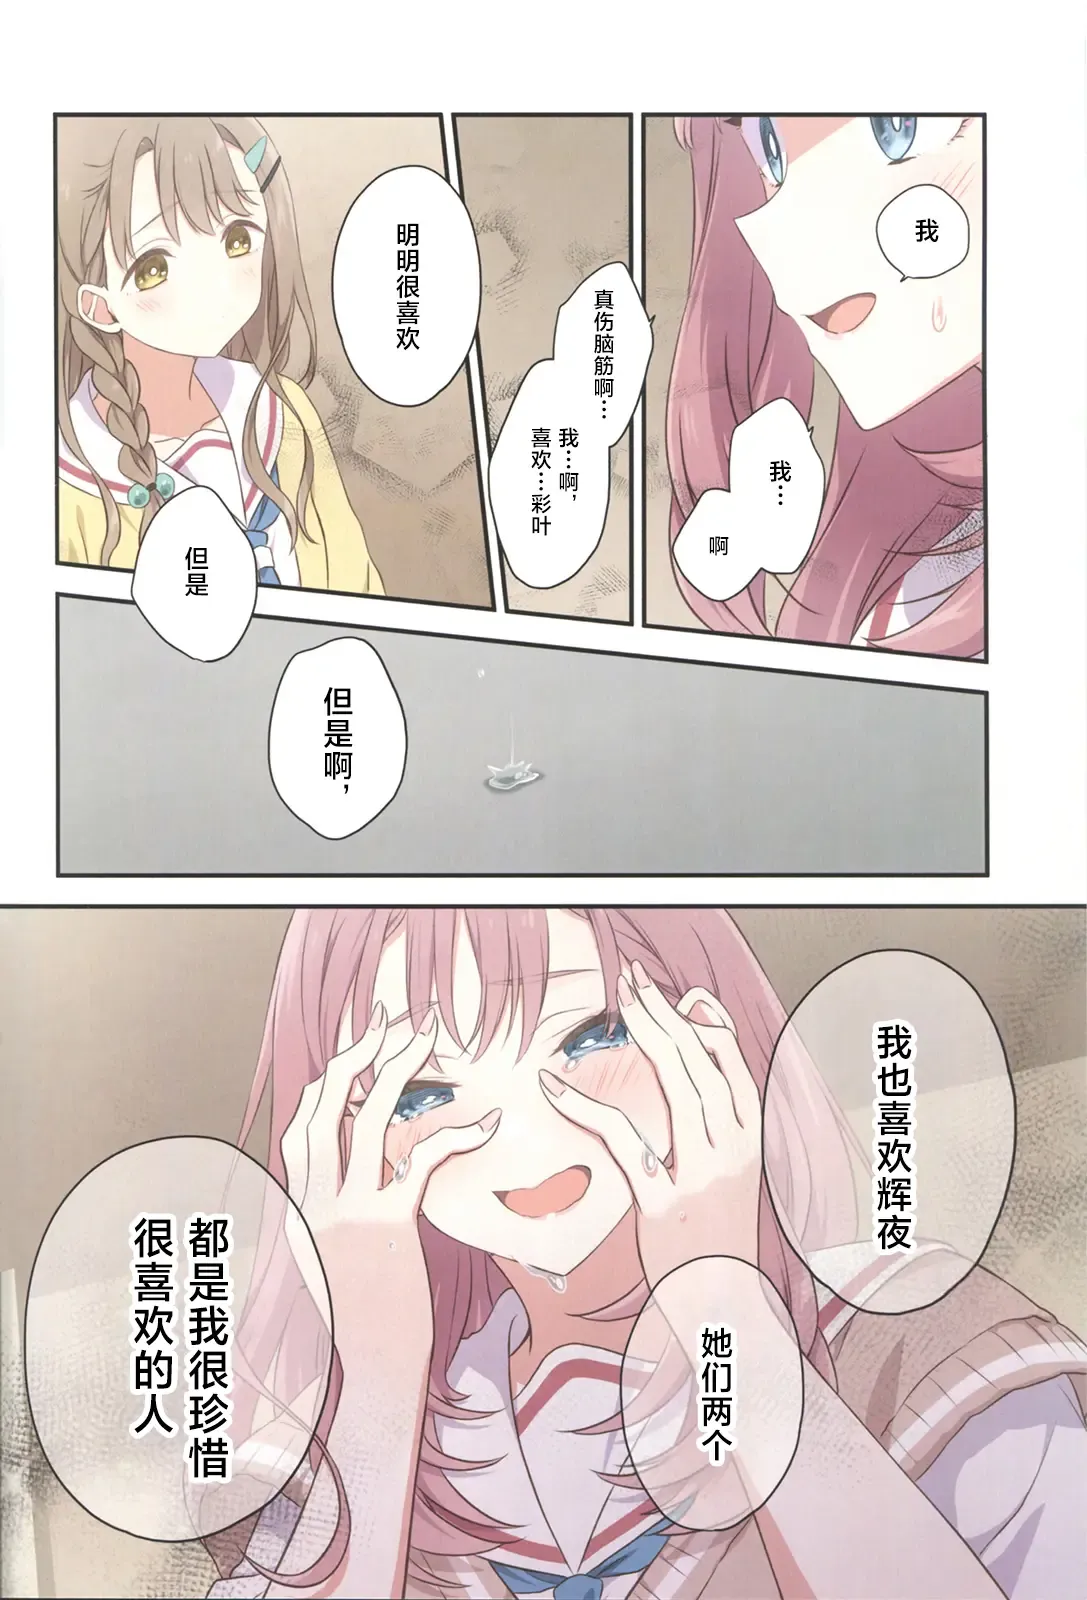 我
我…
啊
真伤脑筋啊…
我…啊，
喜欢…彩叶
明明很喜欢
但是
但是啊，
我也喜欢辉夜
她们两个
都是我很珍惜
很喜欢的人